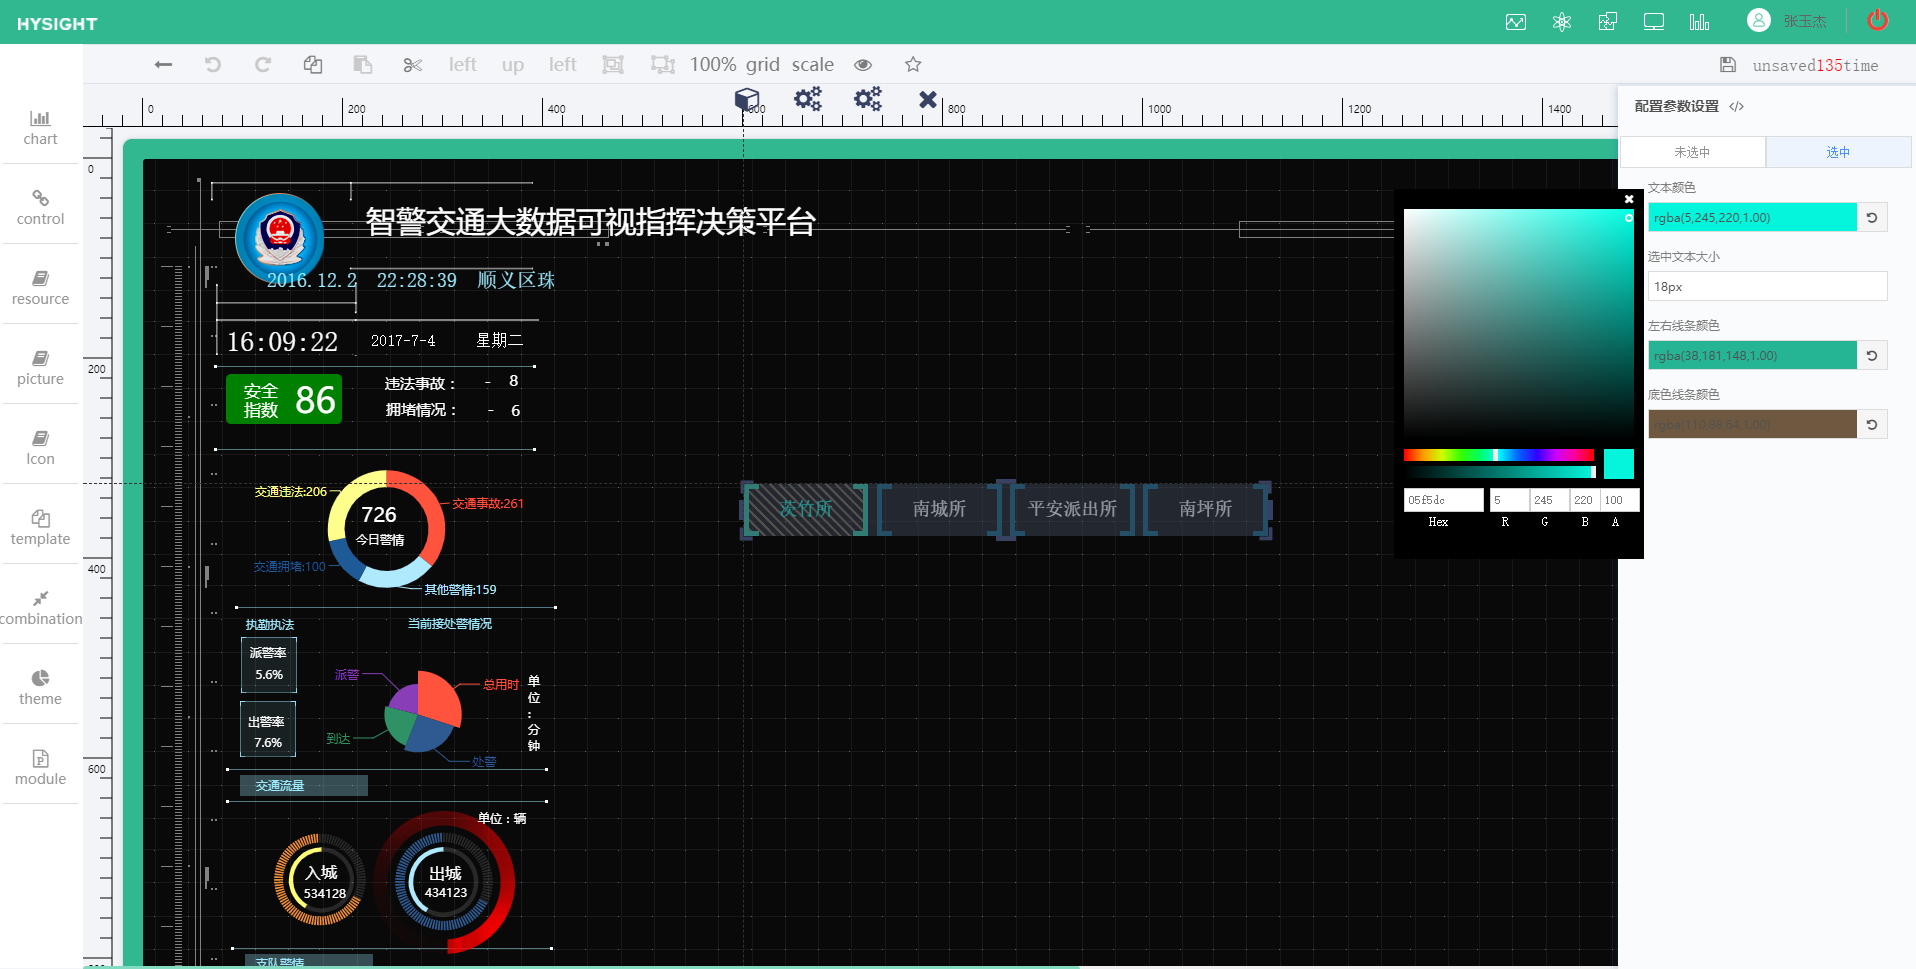 HYSIGHT
张玉杰
left up left 100% grid scale
unsaved135time
chart
control
resource
picture
Icon
template
combination
theme
module
0 200 400 600 800 1000 1200 1400
0
200
400
600
智警交通大数据可视指挥决策平台
2016.12.2 22:28:39 顺义区珠
16:09:22 2017-7-4 星期二
安全指数 86
违法事故： - 8
拥堵情况： - 6
交通违法:206
交通事故:261
726
今日警情
交通拥堵:100
其他警情:159
执勤执法
当前接处警情况
派警率
5.6%
出警率
7.6%
派警
总用时
到达
处警
单位：分钟
交通流量
单位：辆
入城
534128
出城
434123
支队警情
茨竹所 南城所 平安派出所 南坪所
配置参数设置 </>
未选中 选中
文本颜色
rgba(5,245,220,1.00)
选中文本大小
18px
左右线条颜色
rgba(38,181,148,1.00)
底色线条颜色
05f5dc 5 245 220 100
Hex R G B A